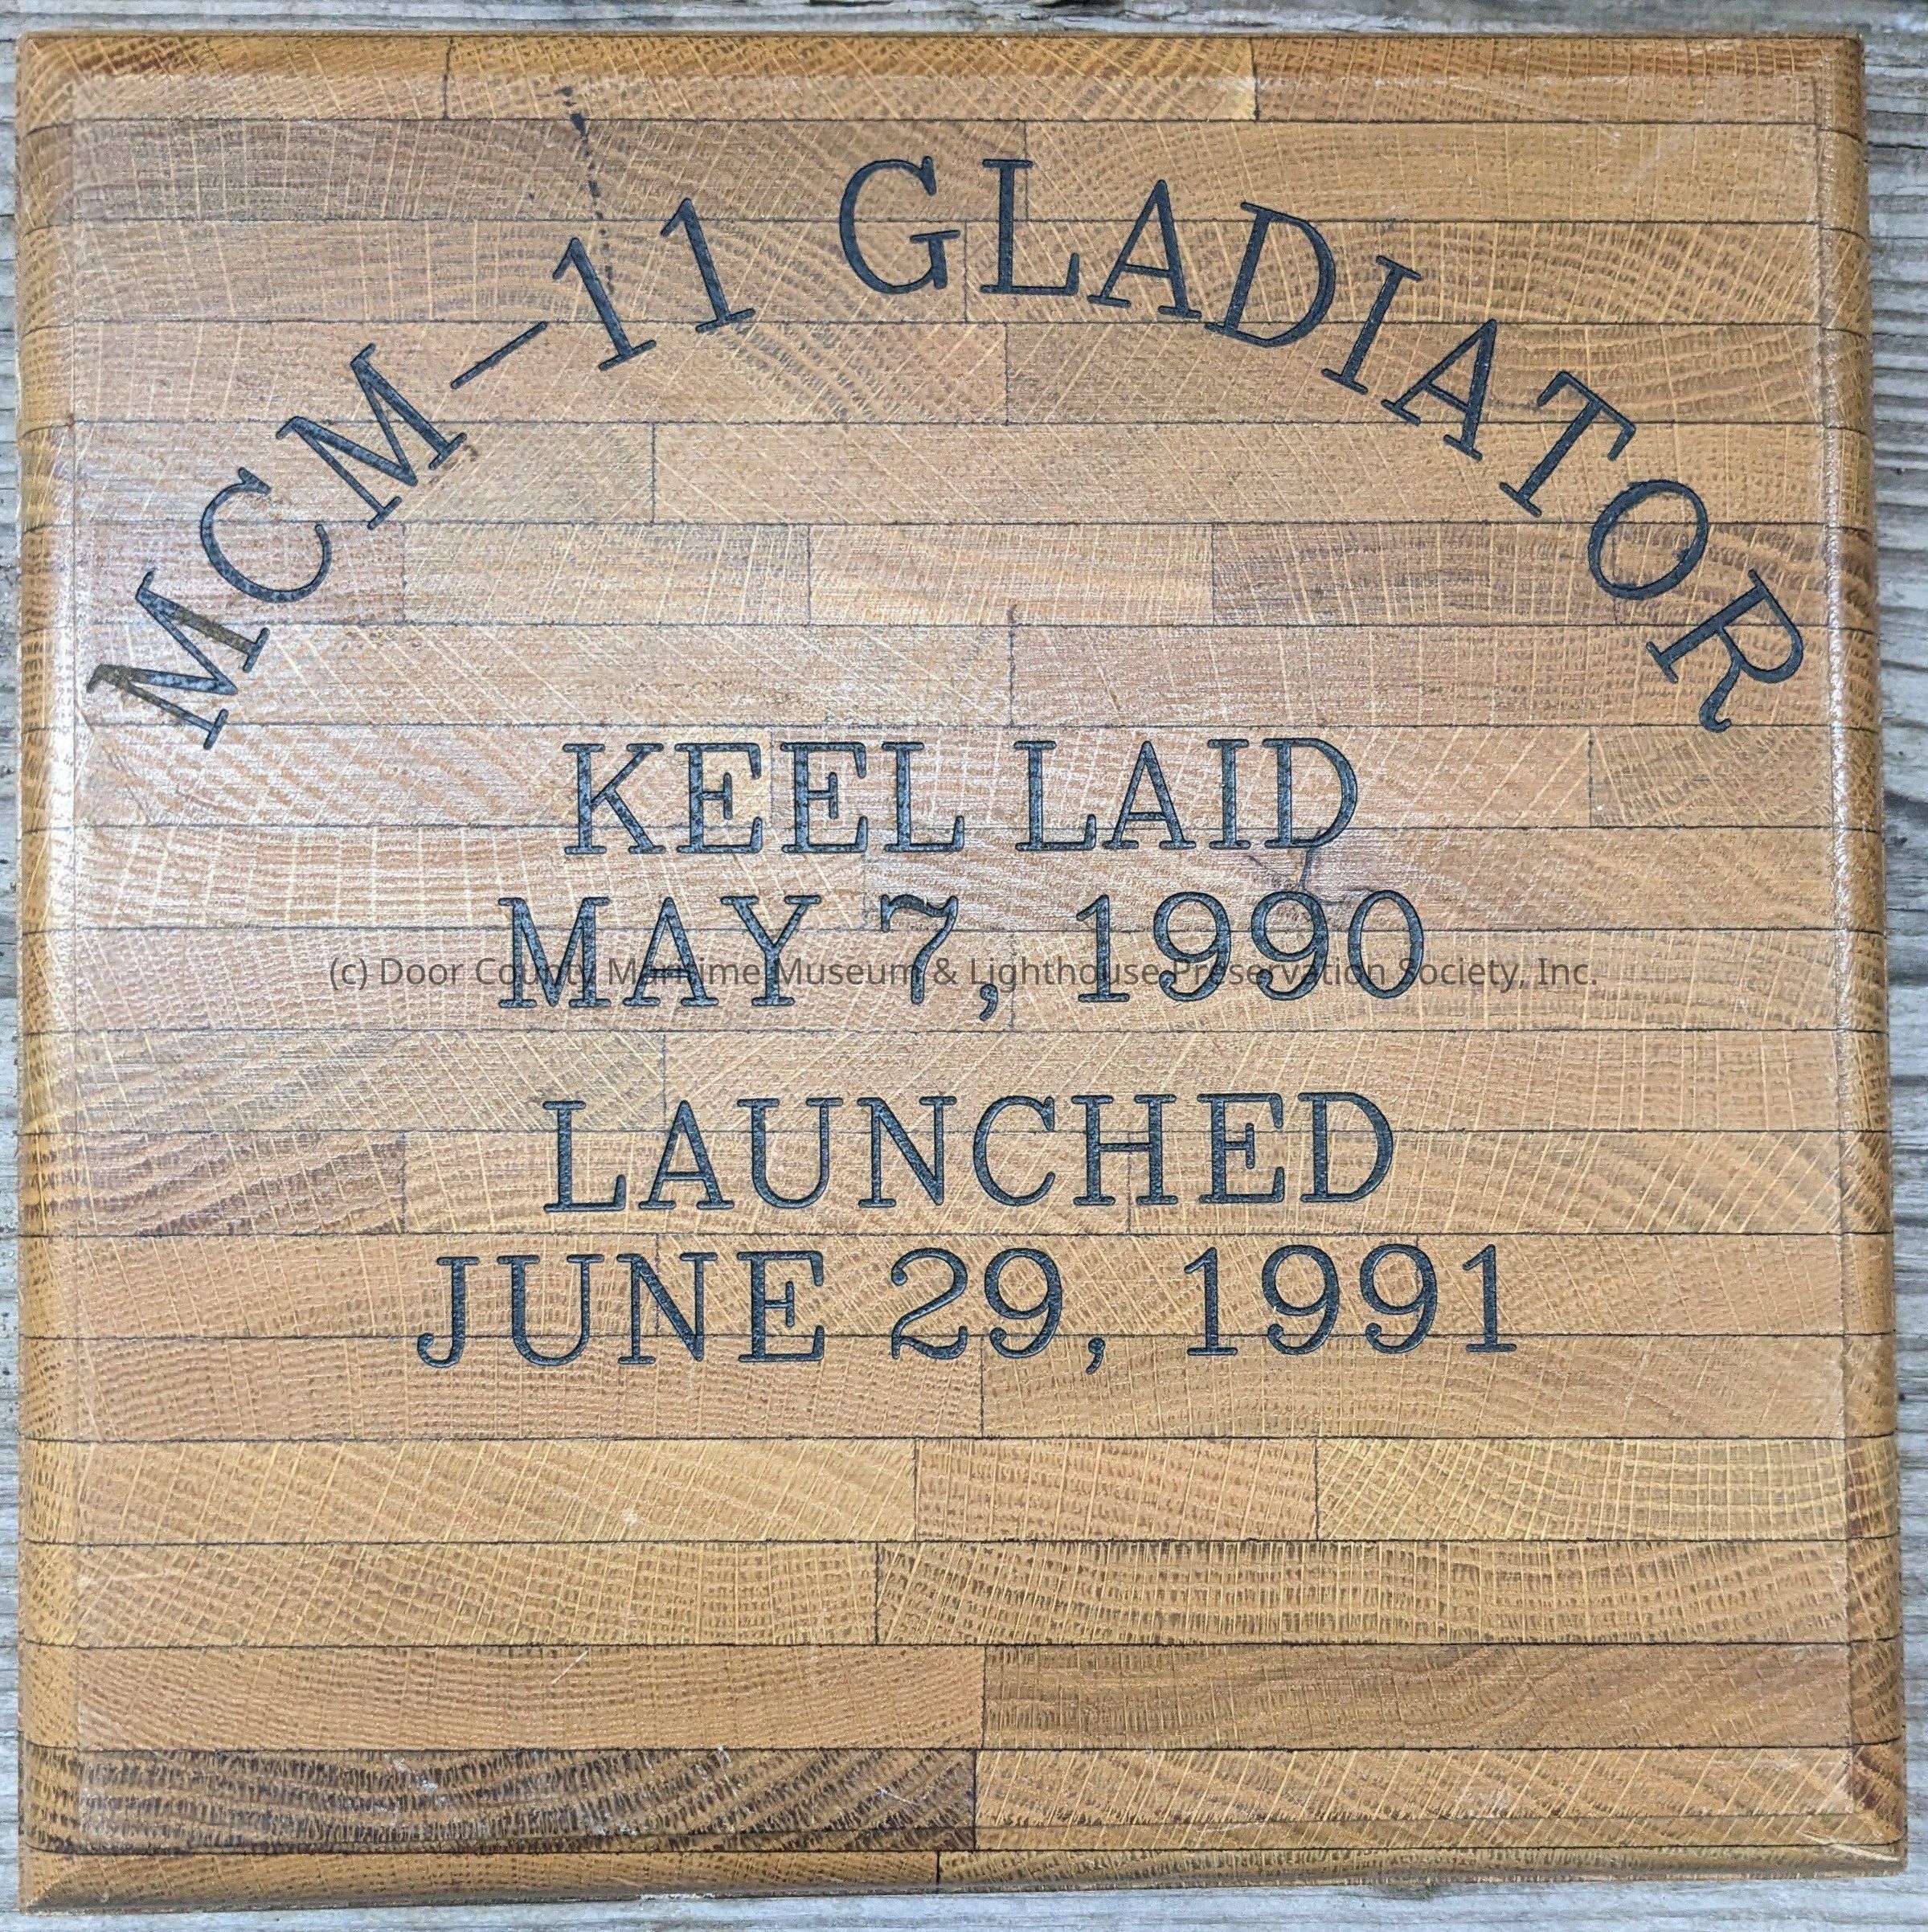 MCM-11 GLADIATOR
KEEL LAID
MAY 7, 1990
(c) Door County Maritime Museum & Lighthouse Preservation Society, Inc.
LAUNCHED
JUNE 29, 1991